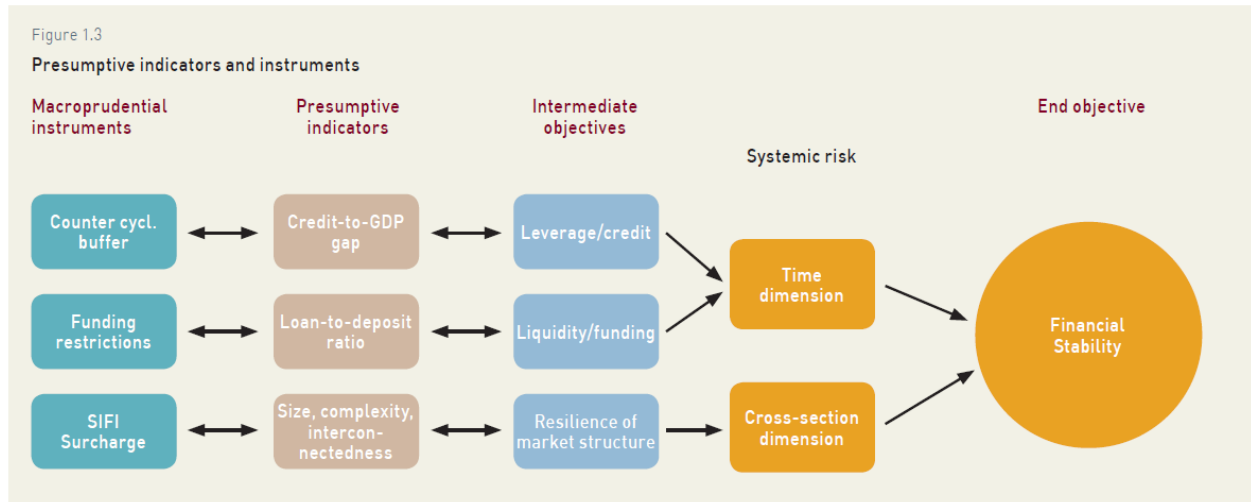 Figure 1.3
Presumptive indicators and instruments
Macroprudential
instruments
Presumptive
indicators
Intermediate
objectives
End objective
Systemic risk
Counter cycl.
buffer
Credit-to-GDP
gap
Leverage/credit
Time
dimension
Funding
restrictions
Loan-to-deposit
ratio
Liquidity/funding
Financial
Stability
SIFI
Surcharge
Size, complexity,
intercon-
nectedness
Resilience of
market structure
Cross-section
dimension